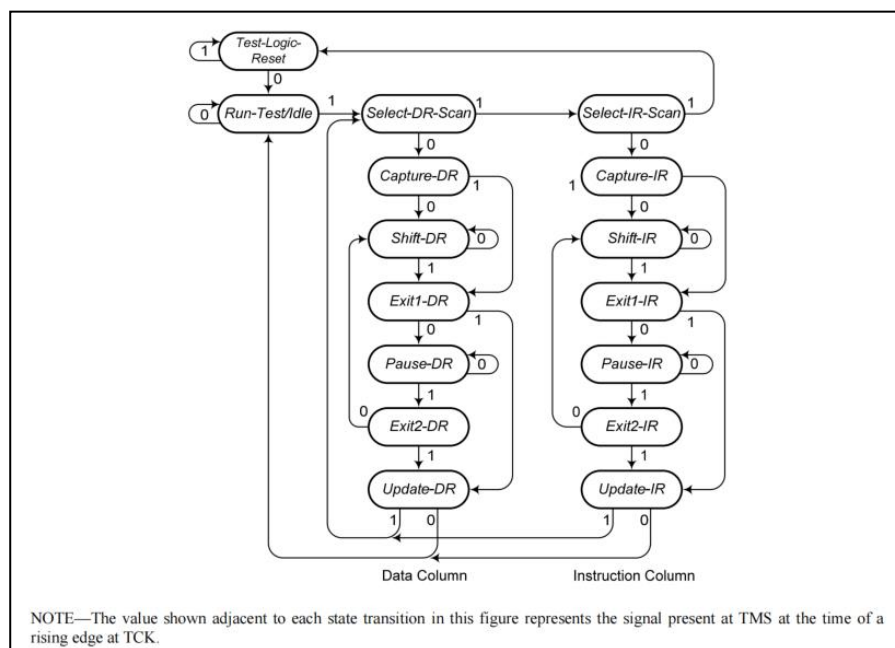 Test-Logic-
Reset
1
0
Run-Test/Idle
0
1
Select-DR-Scan
1
Select-IR-Scan
1
0
0
Capture-DR
1
1
Capture-IR
0
0
Shift-DR
0
Shift-IR
0
1
1
Exit1-DR
Exit1-IR
0
1
0
1
Pause-DR
0
Pause-IR
0
0
1
0
1
Exit2-DR
Exit2-IR
1
1
Update-DR
Update-IR
1
0
1
0
Data Column
Instruction Column
NOTE—The value shown adjacent to each state transition in this figure represents the signal present at TMS at the time of a
rising edge at TCK.